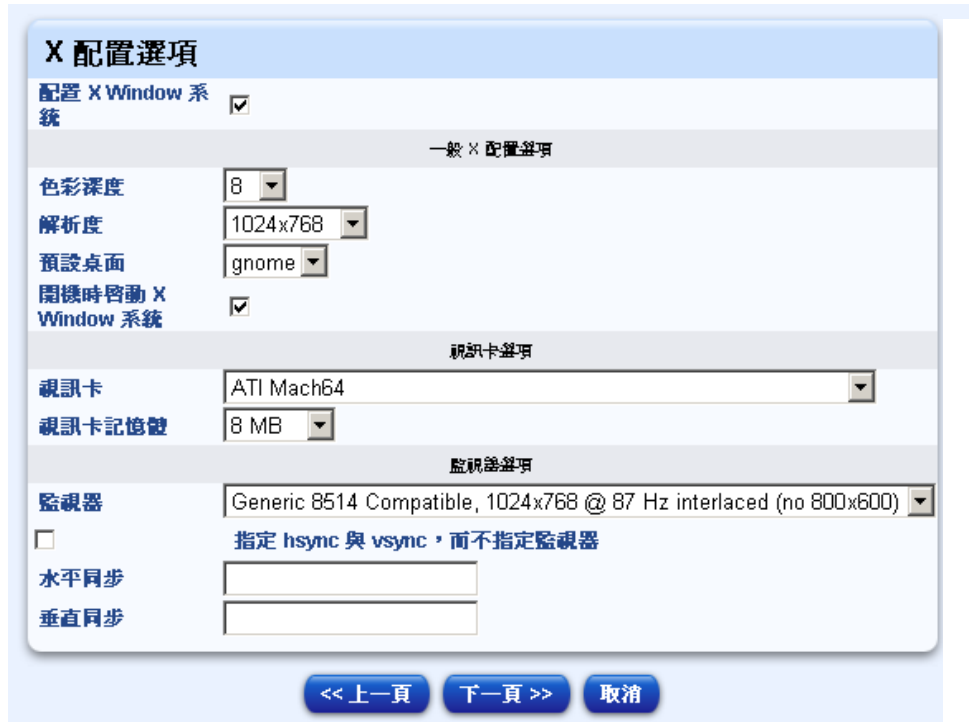 X 配置選項
配置 X Window 系
統
一般 X 配置選項
色彩深度
8
解析度
1024x768
預設桌面
gnome
開機時啓動 X
Window 系統
視訊卡選項
視訊卡
ATI Mach64
視訊卡記憶體
8 MB
監視器選項
監視器
Generic 8514 Compatible, 1024x768 @ 87 Hz interlaced (no 800x600)
指定 hsync 與 vsync，而不指定監視器
水平同步
垂直同步
<< 上一頁
下一頁 >>
取消